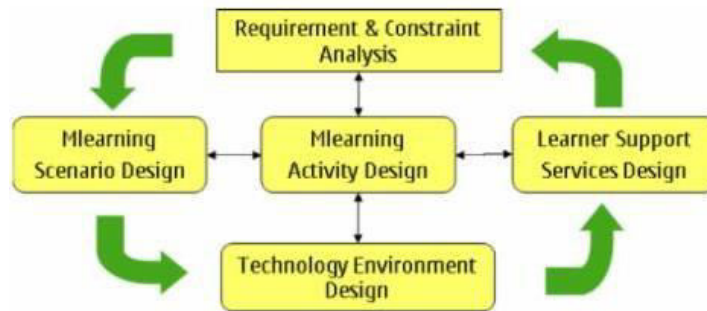 Requirement & Constraint
Analysis
Mlearning
Scenario Design
Mlearning
Activity Design
Learner Support
Services Design
Technology Environment
Design